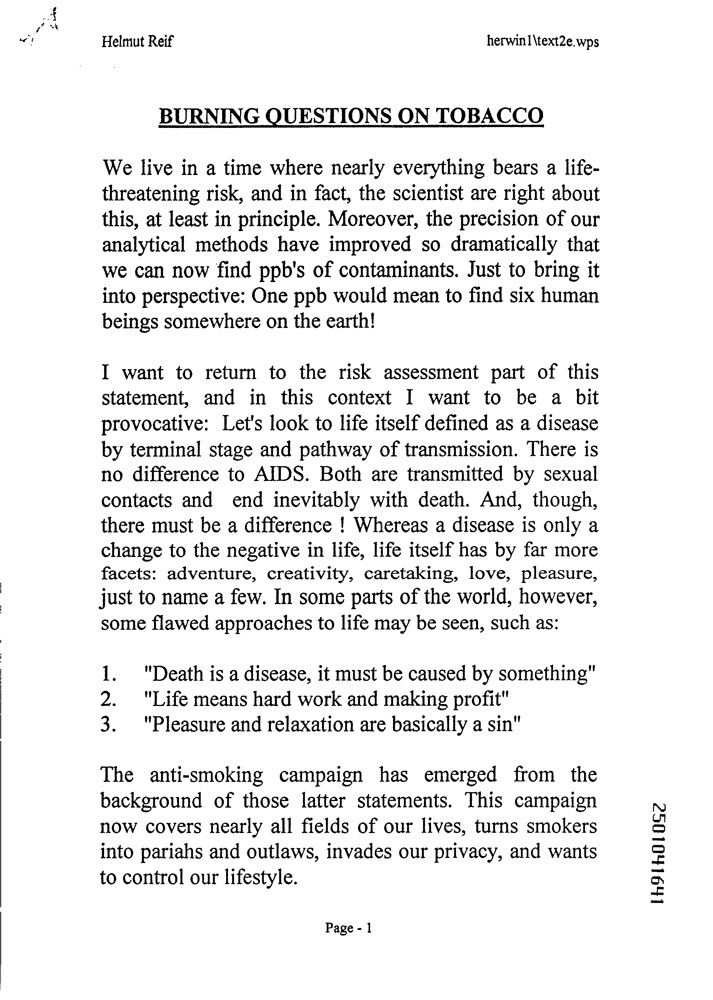 Helmut Reif herwin1\text2e.wps
BURNING QUESTIONS ON TOBACCO
We live in a time where nearly everything bears a life-
threatening risk, and in fact, the scientist are right about
this, at least in principle. Moreover, the precision of our
analytical methods have improved so dramatically that
we can now find ppb's of contaminants. Just to bring it
into perspective: One ppb would mean to find six human
beings somewhere on the earth!
I want to return to the risk assessment part of this
statement, and in this context I want to be a bit
provocative: Let's look to life itself defined as a disease
by terminal stage and pathway of transmission. There is
no difference to AIDS. Both are transmitted by sexual
contacts and end inevitably with death. And, though,
there must be a difference ! Whereas a disease is only a
change to the negative in life, life itself has by far more
facets: adventure, creativity, caretaking, love, pleasure,
just to name a few. In some parts of the world, however,
some flawed approaches to life may be seen, such as:
1. "Death is a disease, it must be caused by something"
2. "Life means hard work and making profit"
3. "Pleasure and relaxation are basically a sin"
The anti-smoking campaign has emerged from the
background of those latter statements. This campaign
now covers nearly all fields of our lives, turns smokers
into pariahs and outlaws, invades our privacy, and wants
to control our lifestyle.
Page - 1
2501041641